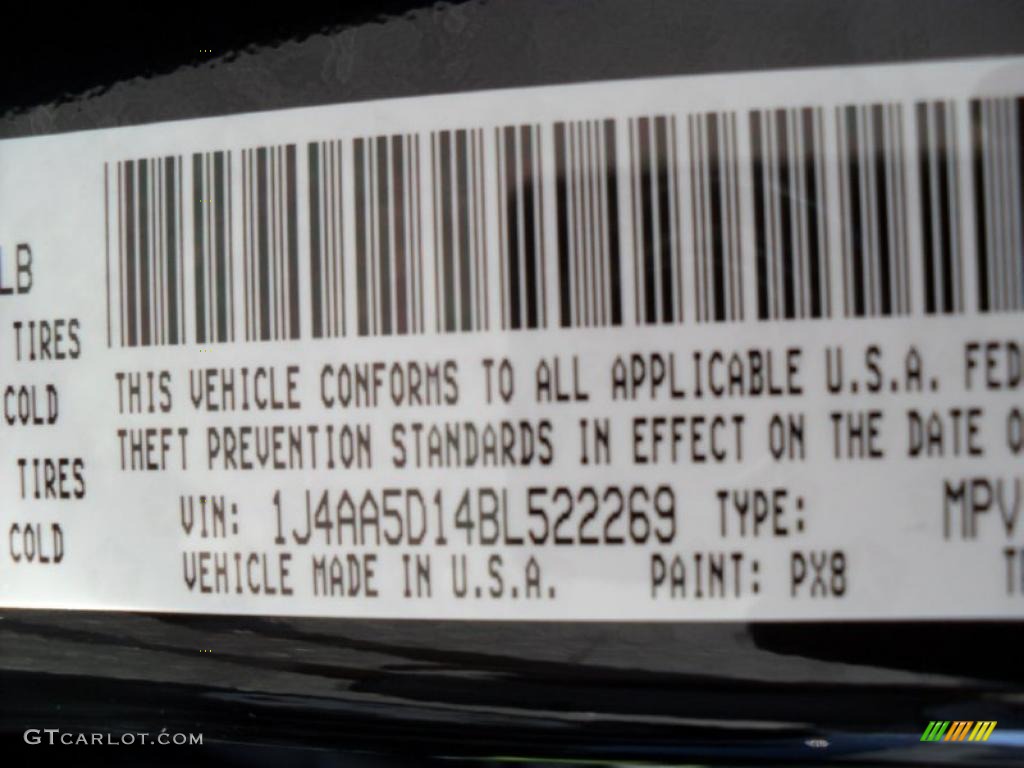 LB
TIRES
COLD
TIRES
COLD
THIS VEHICLE CONFORMS TO ALL APPLICABLE U.S.A. FED
THEFT PREVENTION STANDARDS IN EFFECT ON THE DATE O
VIN: 1J4AA5D14BL522269 TYPE: MPV
VEHICLE MADE IN U.S.A. PAINT: PX8
GTCARLOT.COM